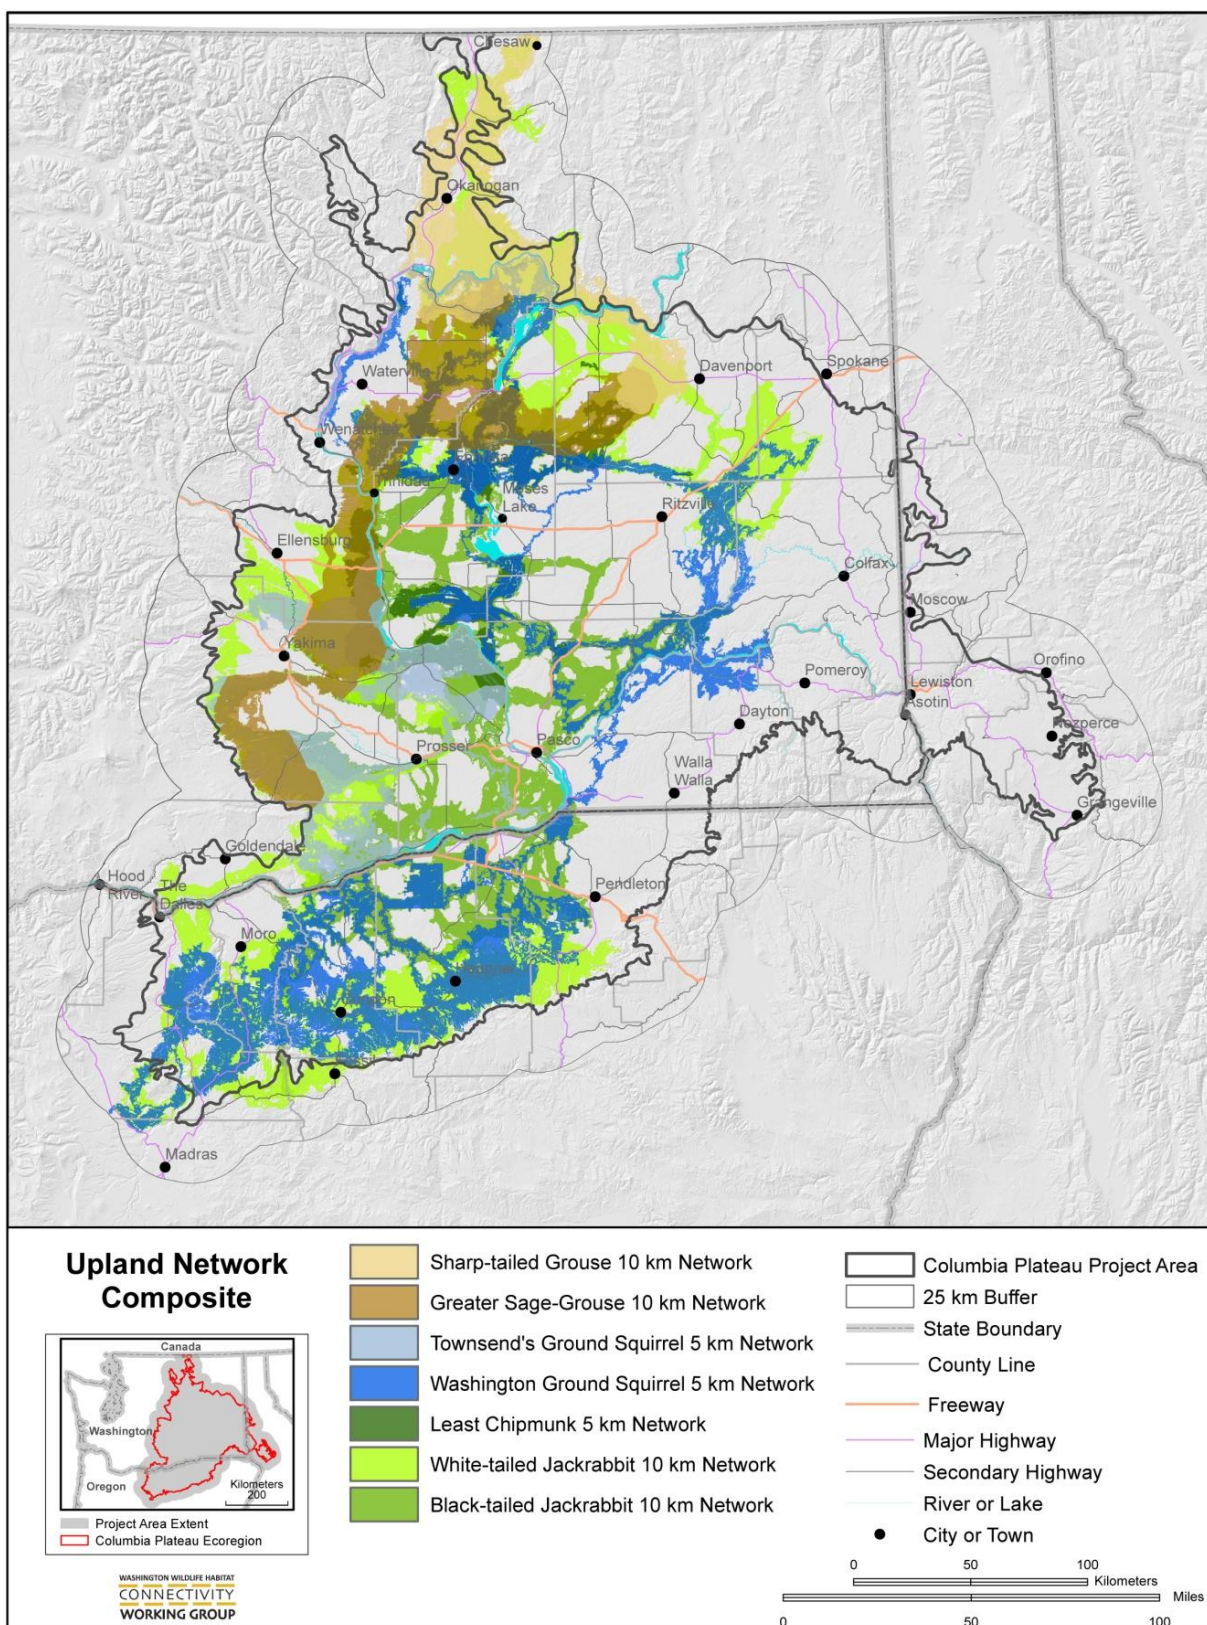 Chesaw
Okanogan
Waterville
Davenport
Spokane
Trinidad
Moses
Lake
Ritzville
Ellensburg
Colfax
Moscow
Yakima
Orofino
Pomeroy
Lewiston
Asotin
Dayton
Nezperce
Prosser
Pasco
Walla
Walla
Grangeville
Goldendale
Hood
River
The
Dalles
Pendleton
Moro
Madras
Upland Network
Composite
Canada
Washington
Oregon
Kilometers
200
Project Area Extent
Columbia Plateau Ecoregion
WASHINGTON WILDLIFE HABITAT
CONNECTIVITY
WORKING GROUP
Sharp-tailed Grouse 10 km Network
Greater Sage-Grouse 10 km Network
Townsend's Ground Squirrel 5 km Network
Washington Ground Squirrel 5 km Network
Least Chipmunk 5 km Network
White-tailed Jackrabbit 10 km Network
Black-tailed Jackrabbit 10 km Network
Columbia Plateau Project Area
25 km Buffer
State Boundary
County Line
Freeway
Major Highway
Secondary Highway
River or Lake
City or Town
0 50 100
Kilometers
Miles
0 50 100